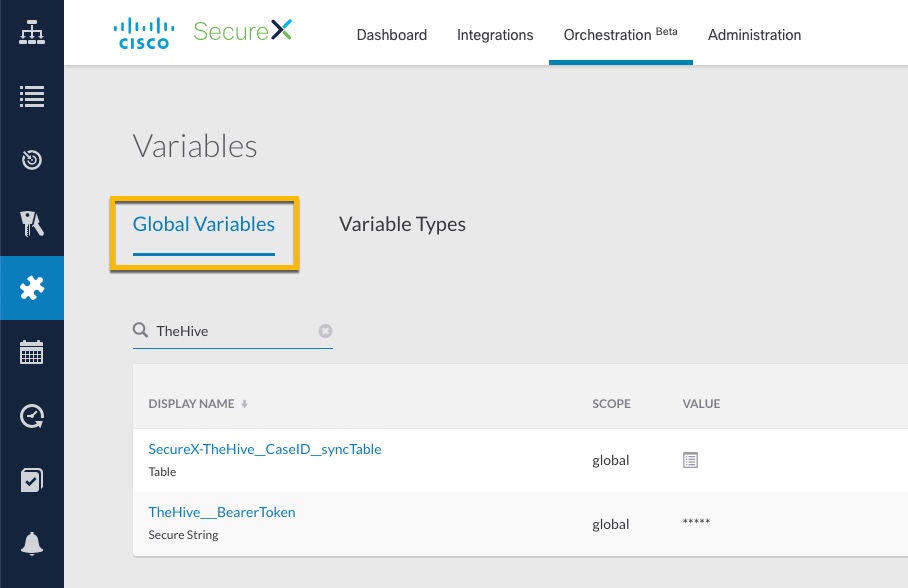 CISCO
SecureX
Dashboard Integrations Orchestration Beta Administration
Variables
Global Variables Variable Types
TheHive
DISPLAY NAME SCOPE VALUE
SecureX-TheHive__CaseID__syncTable
Table
global
TheHive___BearerToken
Secure String
global *****